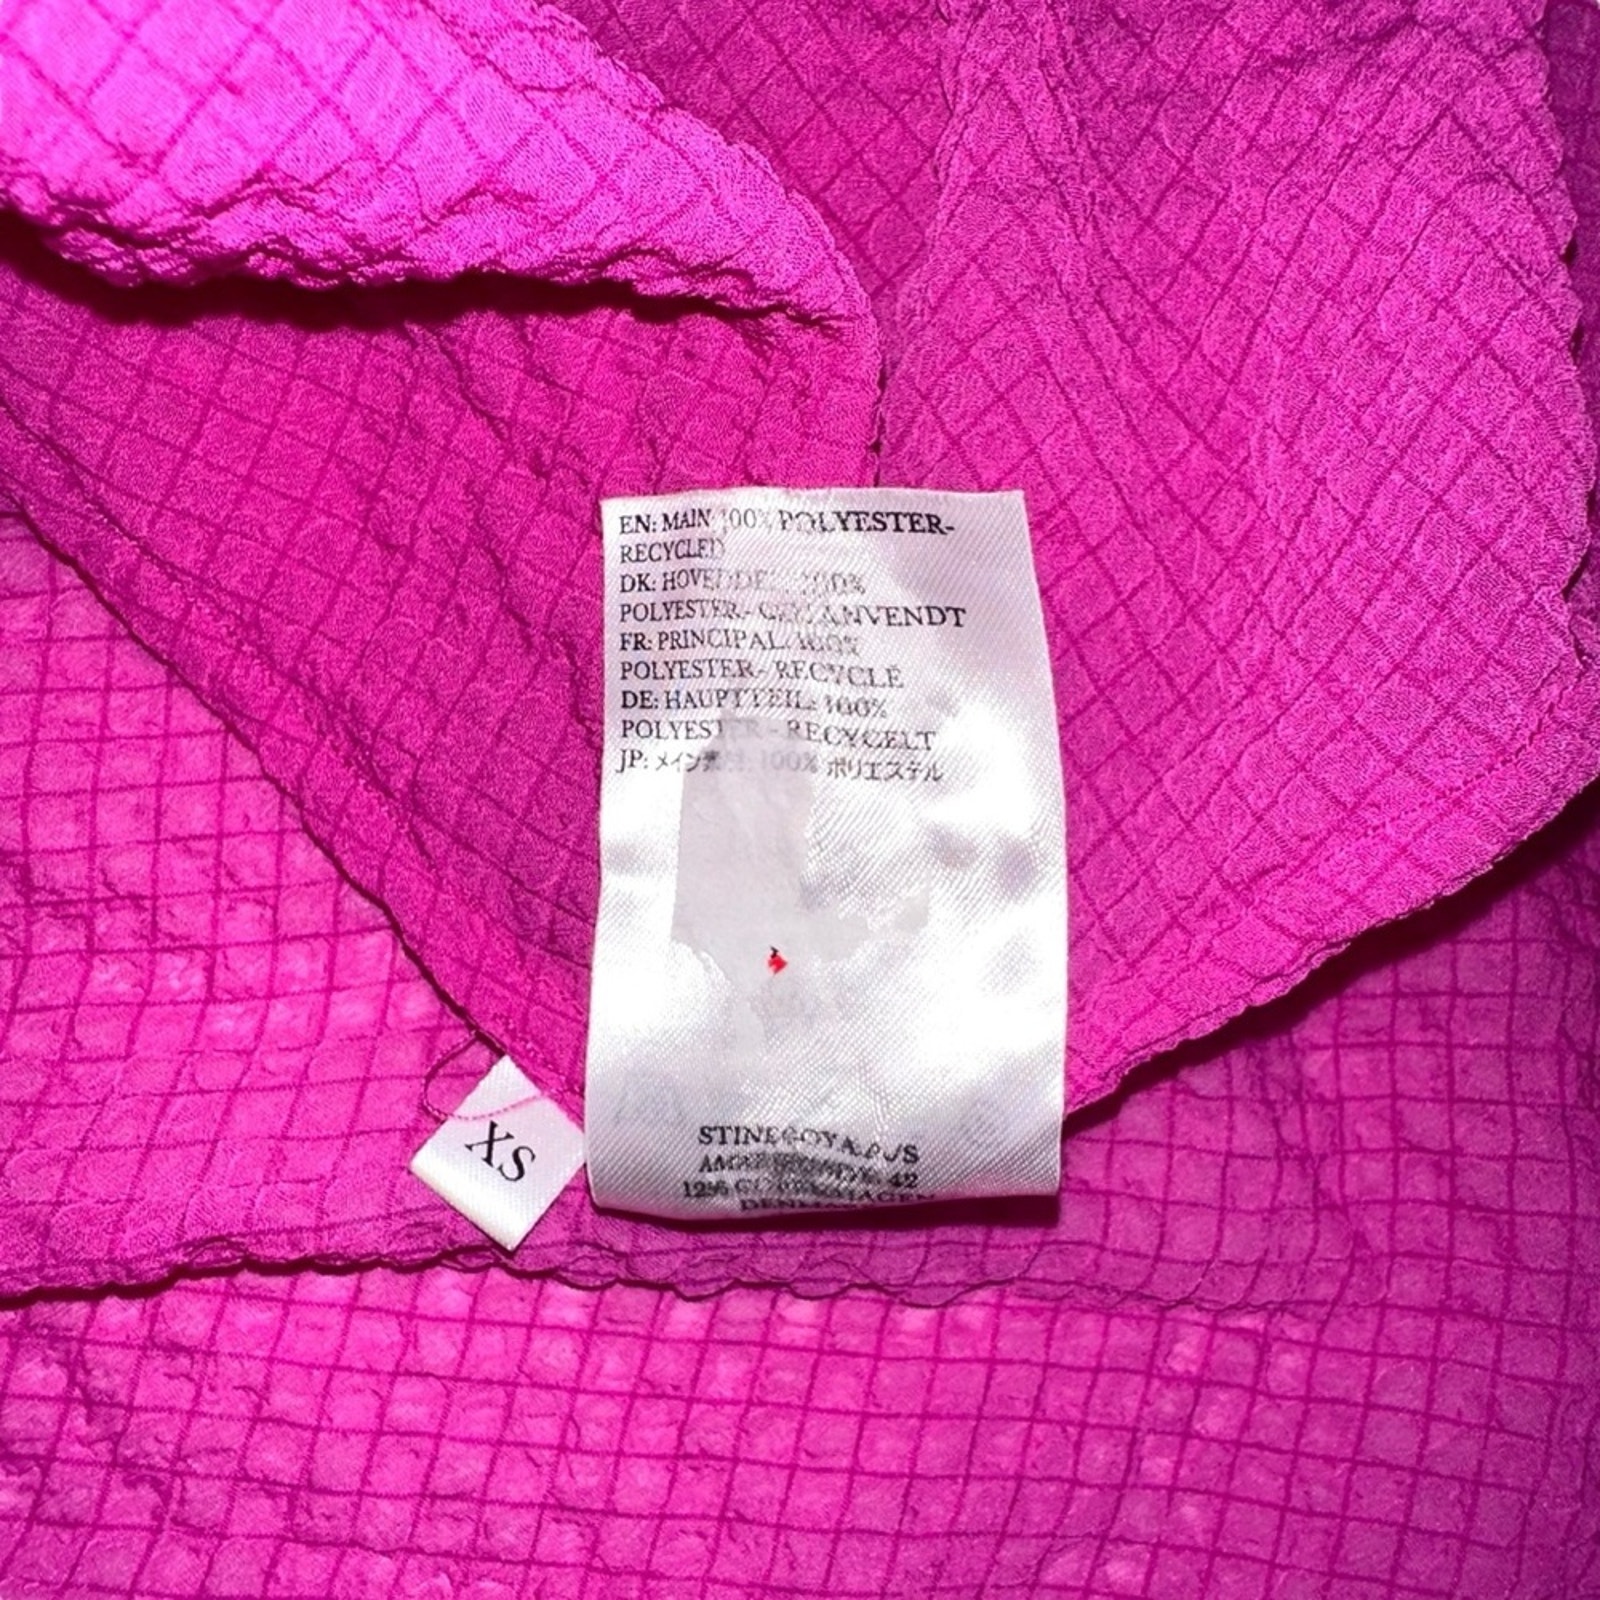 EN: MAIN: 100% POLYESTER-
RECYCLED
DK: HOVEDDEL: 100%
POLYESTER- GENANVENDT
FR: PRINCIPAL: 100%
POLYESTER- RECYCLÉ
DE: HAUPTTEIL: 100%
POLYESTER - RECYCELT
JP: メイン素材: 100% ポリエステル
STINEGOYA APS
42
DENMARK
XS